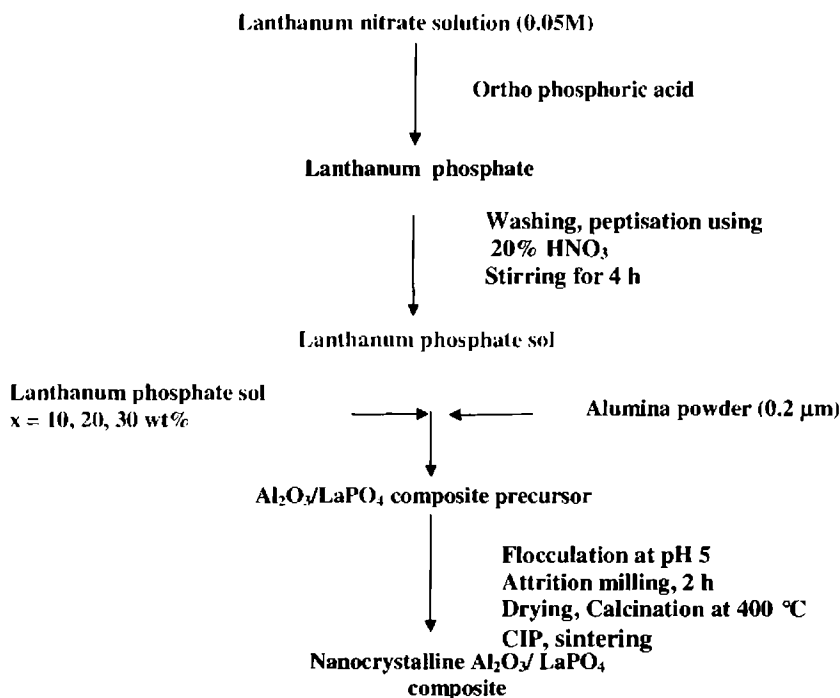 Lanthanum nitrate solution (0.05M)
Ortho phosphoric acid
Lanthanum phosphate
Washing, peptisation using
20% HNO₃
Stirring for 4 h
Lanthanum phosphate sol
Lanthanum phosphate sol
x = 10, 20, 30 wt%
Alumina powder (0.2 μm)
Al₂O₃/LaPO₄ composite precursor
Flocculation at pH 5
Attrition milling, 2 h
Drying, Calcination at 400 °C
CIP, sintering
Nanocrystalline Al₂O₃/ LaPO₄
composite